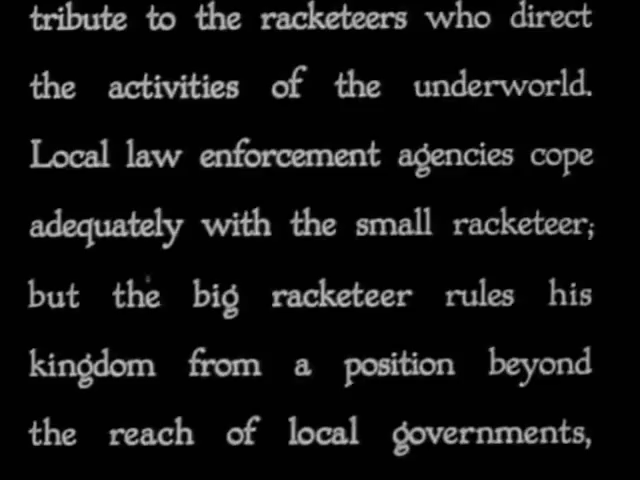 tribute to the racketeers who direct
the activities of the underworld.
Local law enforcement agencies cope
adequately with the small racketeer;
but the big racketeer rules his
kingdom from a position beyond
the reach of local governments,